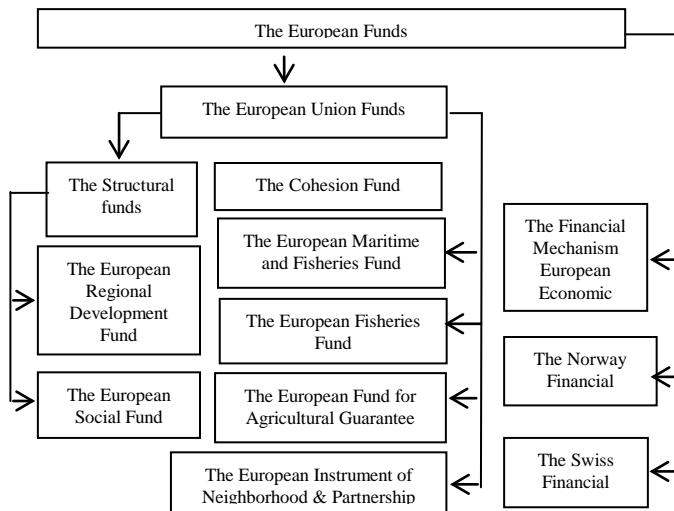 The European Funds
The European Union Funds
The Structural
funds
The European
Regional
Development
Fund
The European
Social Fund
The Cohesion Fund
The European Maritime
and Fisheries Fund
The European Fisheries
Fund
The European Fund for
Agricultural Guarantee
The European Instrument of
Neighborhood & Partnership
The Financial
Mechanism
European
Economic
The Norway
Financial
The Swiss
Financial